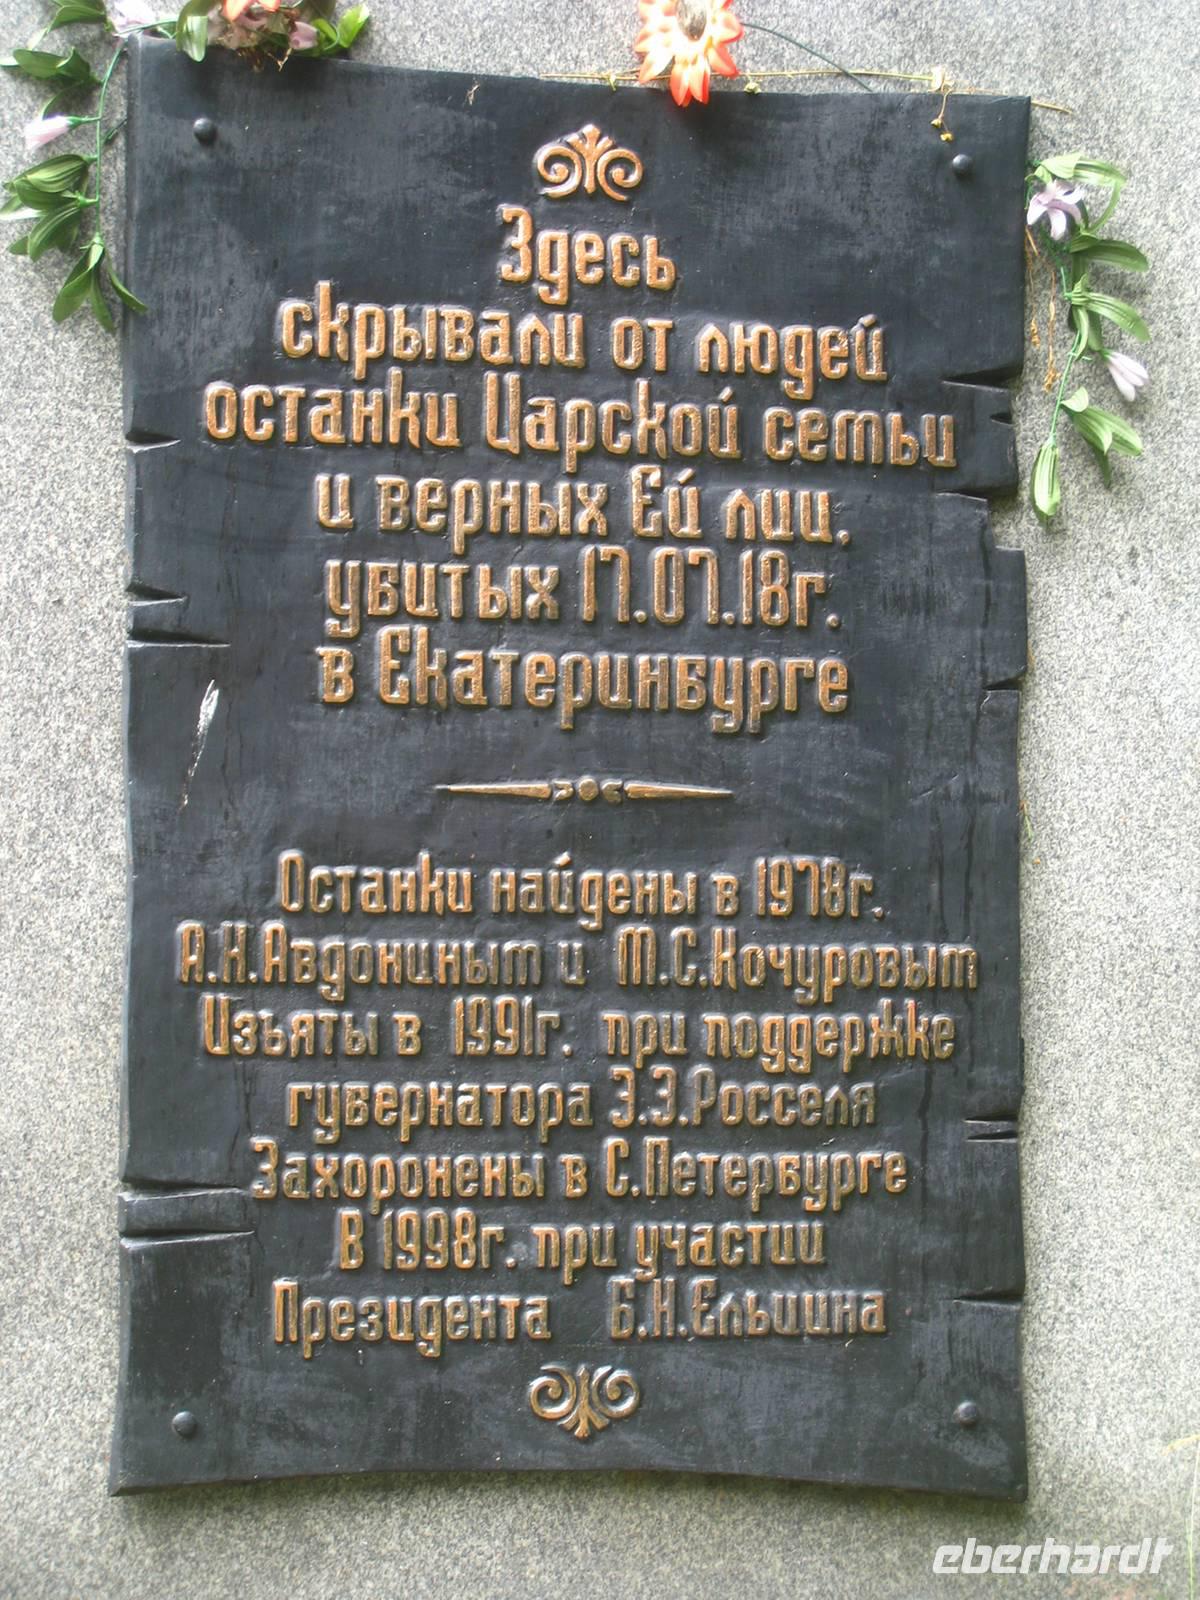 Здесь
скрывали от людей
останки Царской семьи
и верных Ей лиц,
убитых 17.07.18г.
в Екатеринбурге
Останки найдены в 1978г.
А.Н.Авдониным и М.С.Кочуровым
Изъяты в 1991г. при поддержке
губернатора Э.Э.Росселя
Захоронены в С.Петербурге
В 1998г. при участии
Президента Б.Н.Ельцина
eberhardt